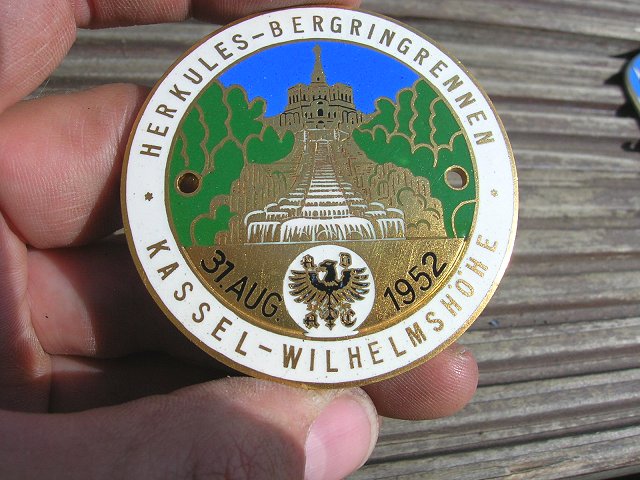 HERKULES-BERGRINGRENNEN
31. AUG. 1952
A D
A C
KASSEL-WILHELMSHÖHE